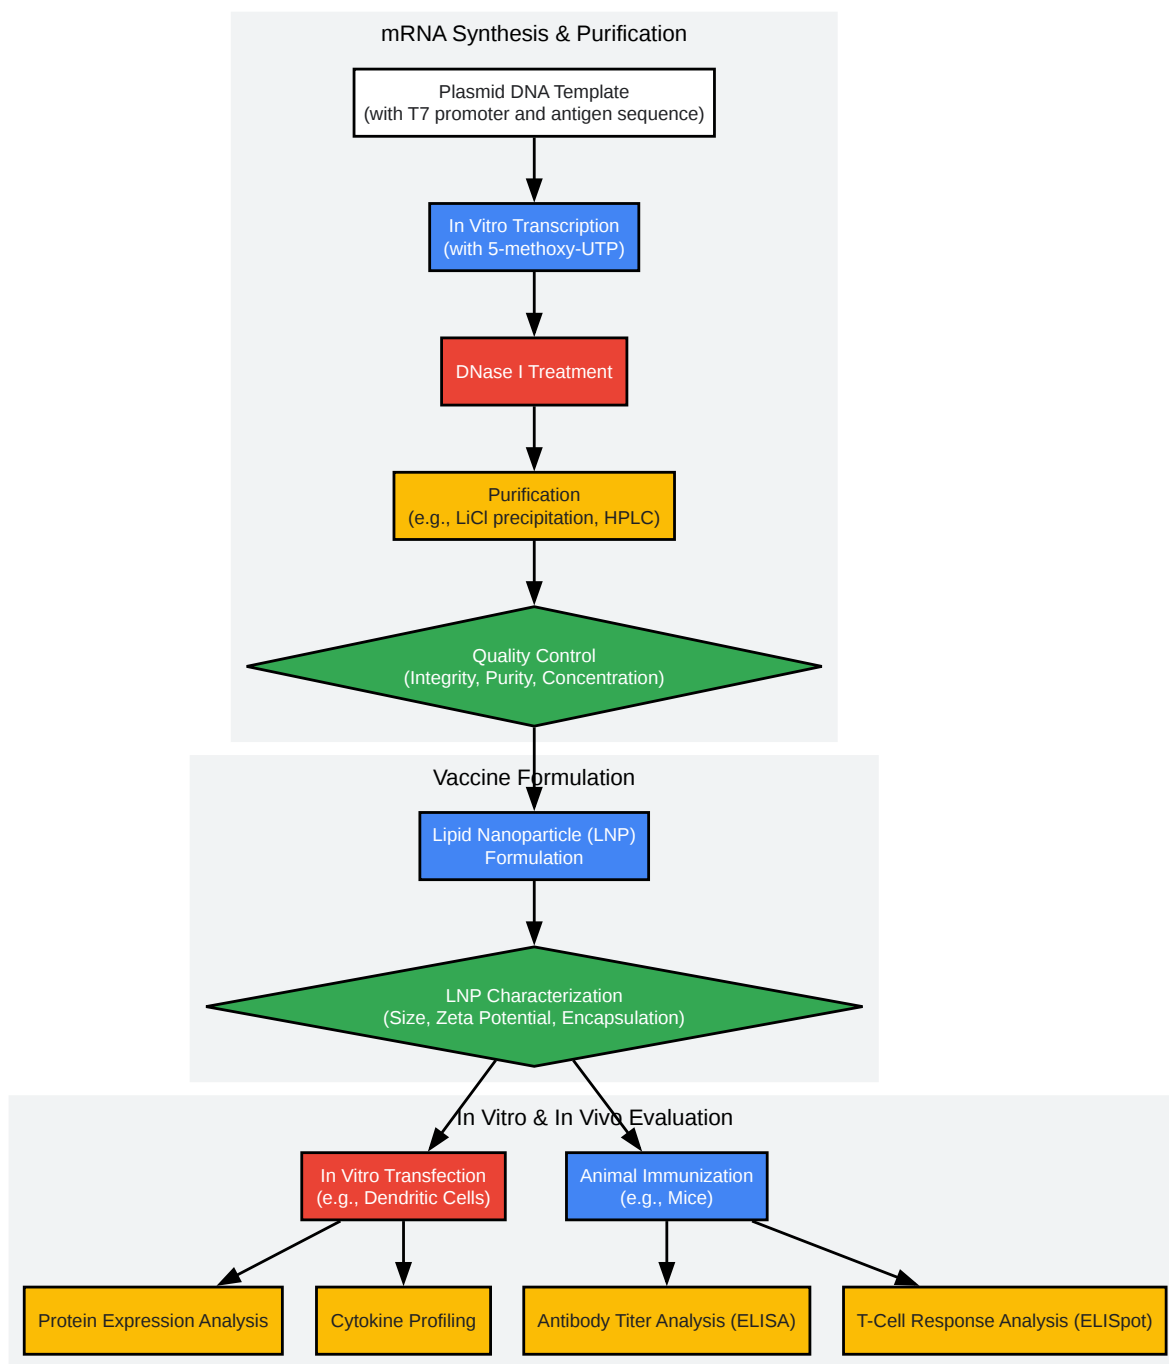 mRNA Synthesis & Purification
Plasmid DNA Template
(with T7 promoter and antigen sequence)
In Vitro Transcription
(with 5-methoxy-UTP)
DNase I Treatment
Purification
(e.g., LiCl precipitation, HPLC)
Quality Control
(Integrity, Purity, Concentration)
Vaccine Formulation
Lipid Nanoparticle (LNP)
Formulation
LNP Characterization
(Size, Zeta Potential, Encapsulation)
In Vitro & In Vivo Evaluation
In Vitro Transfection
(e.g., Dendritic Cells)
Animal Immunization
(e.g., Mice)
Protein Expression Analysis
Cytokine Profiling
Antibody Titer Analysis (ELISA)
T-Cell Response Analysis (ELISpot)